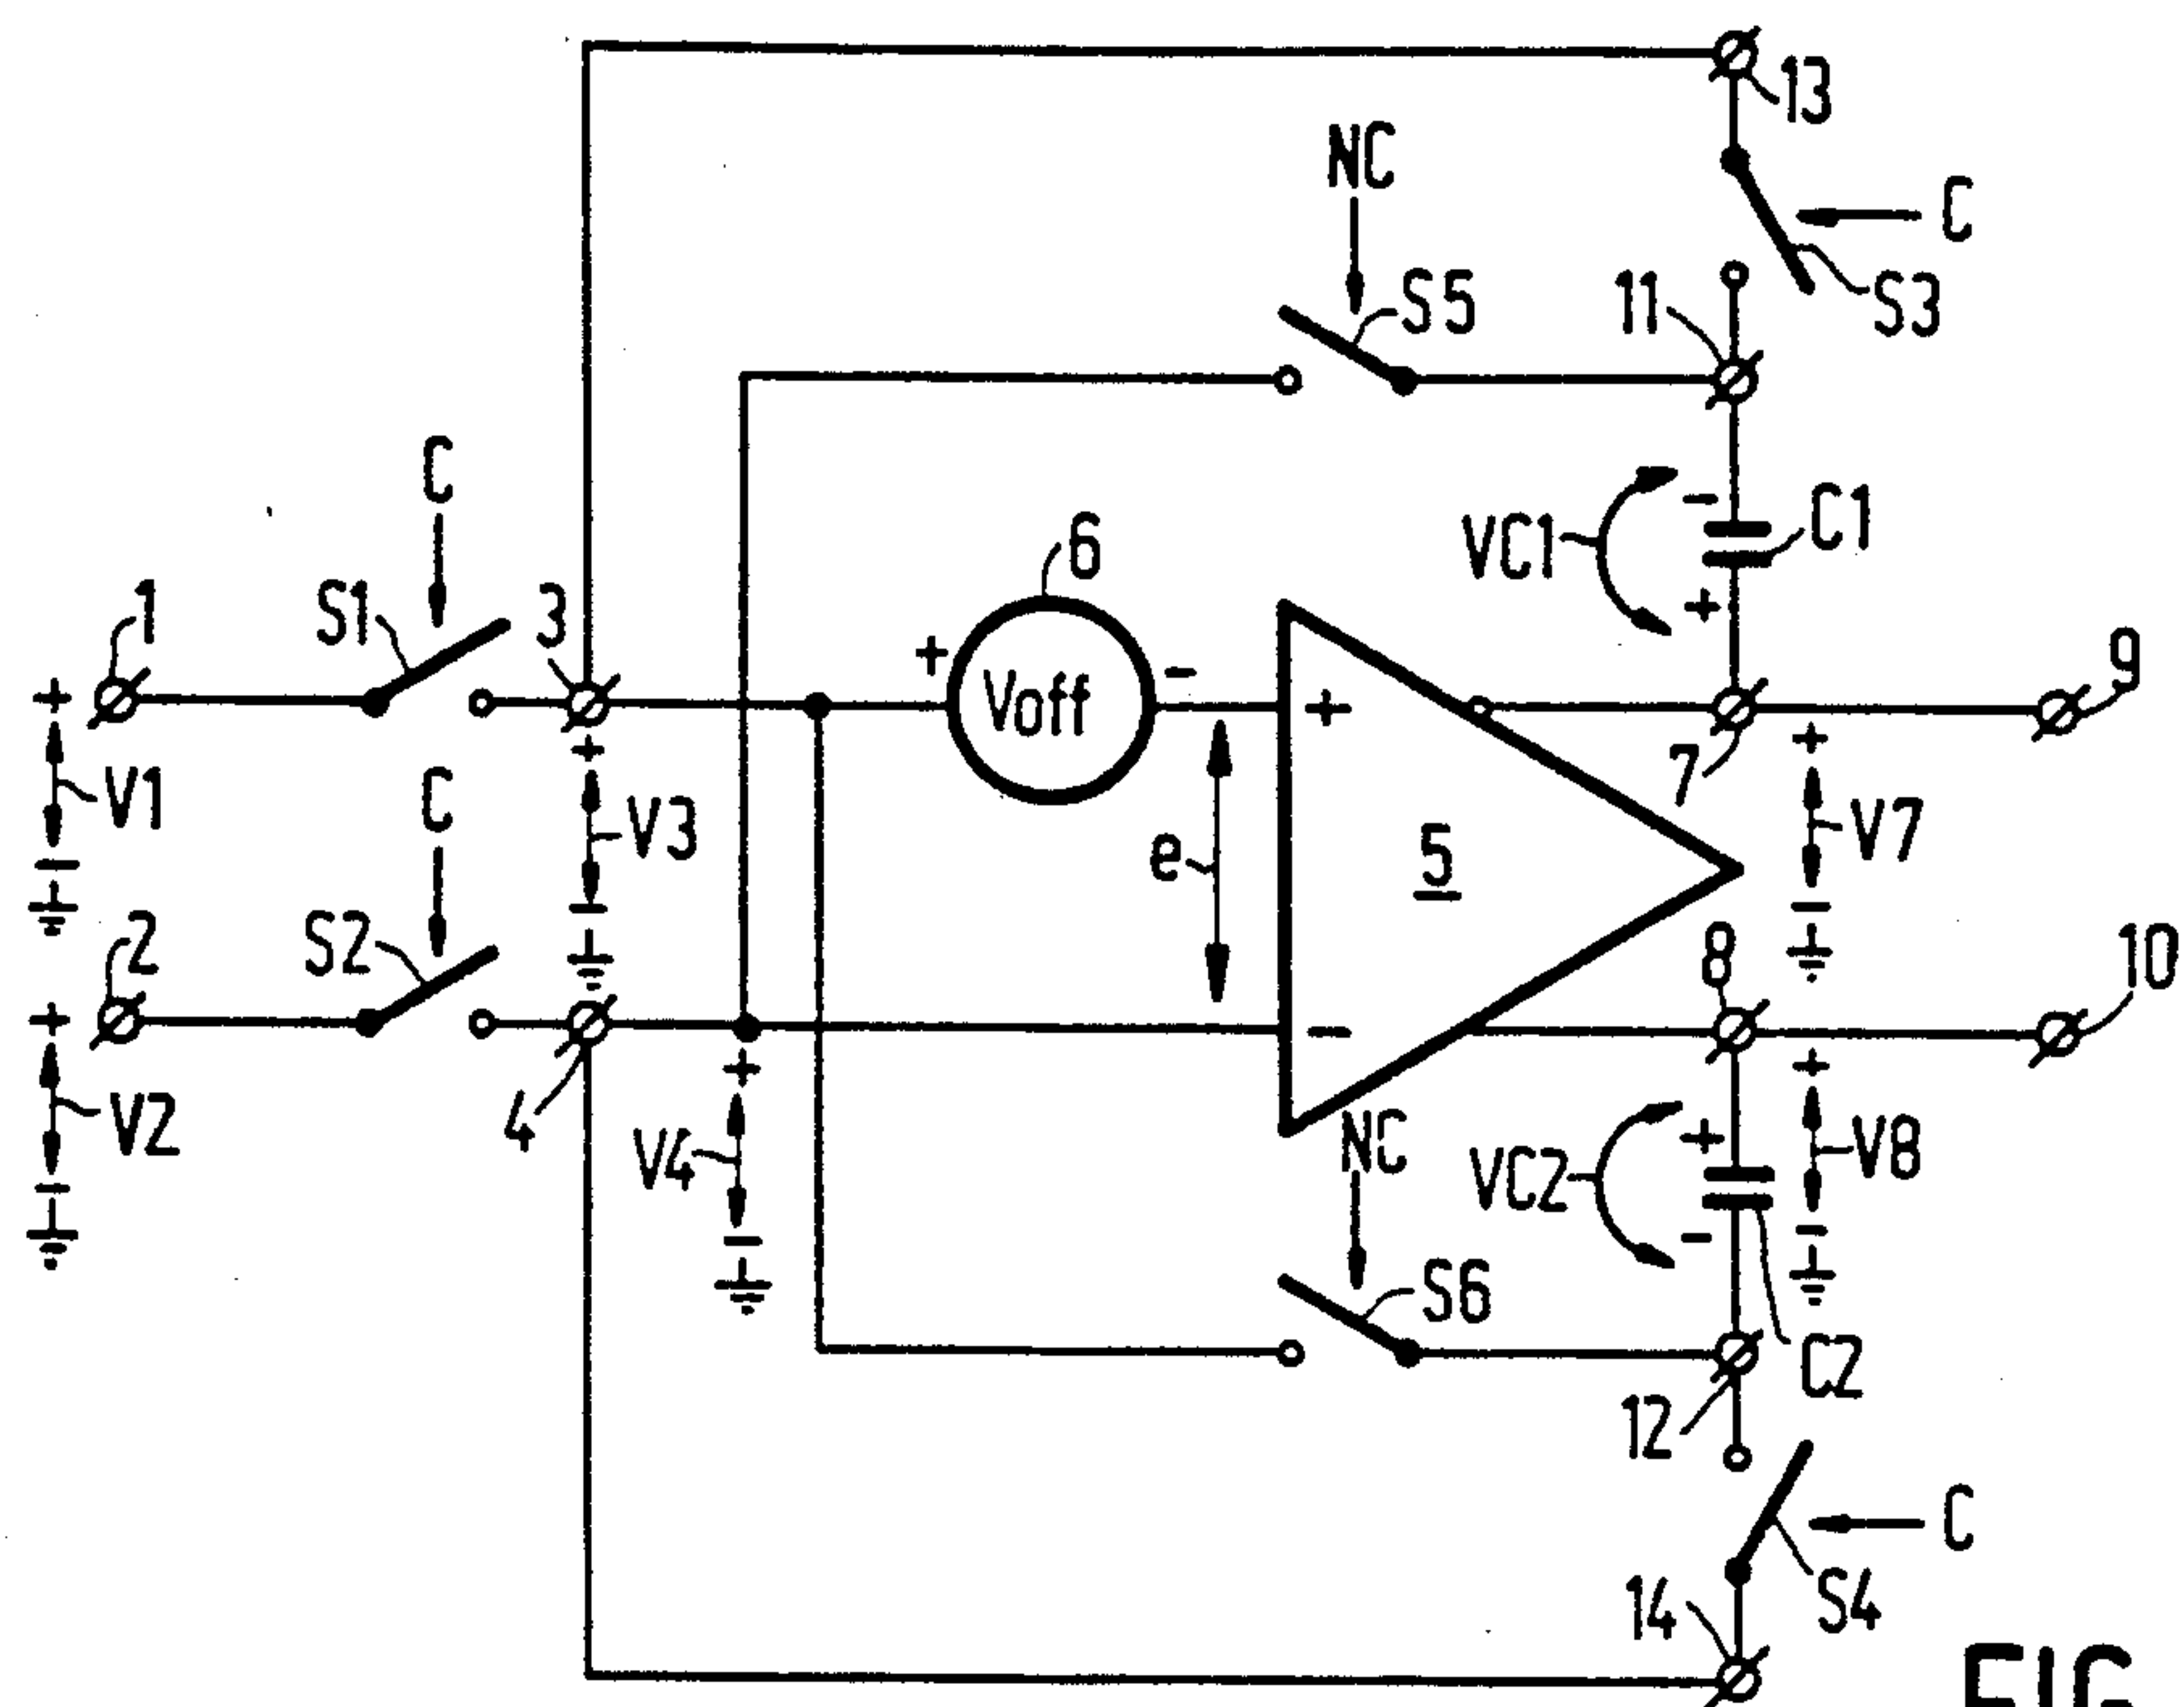 13
NC
C
S5
11
S3
C
6
VC1
C1
1
S1
3
+
-
+
-
+
9
+
+
Voff
+
7
+
V1
C
V3
e
5
V7
-
-
-
2
S2
8
10
+
-
+
4
+
+
V2
V4
NC
VC2
V8
-
-
-
-
S6
C2
12
C
14
S4
FIG